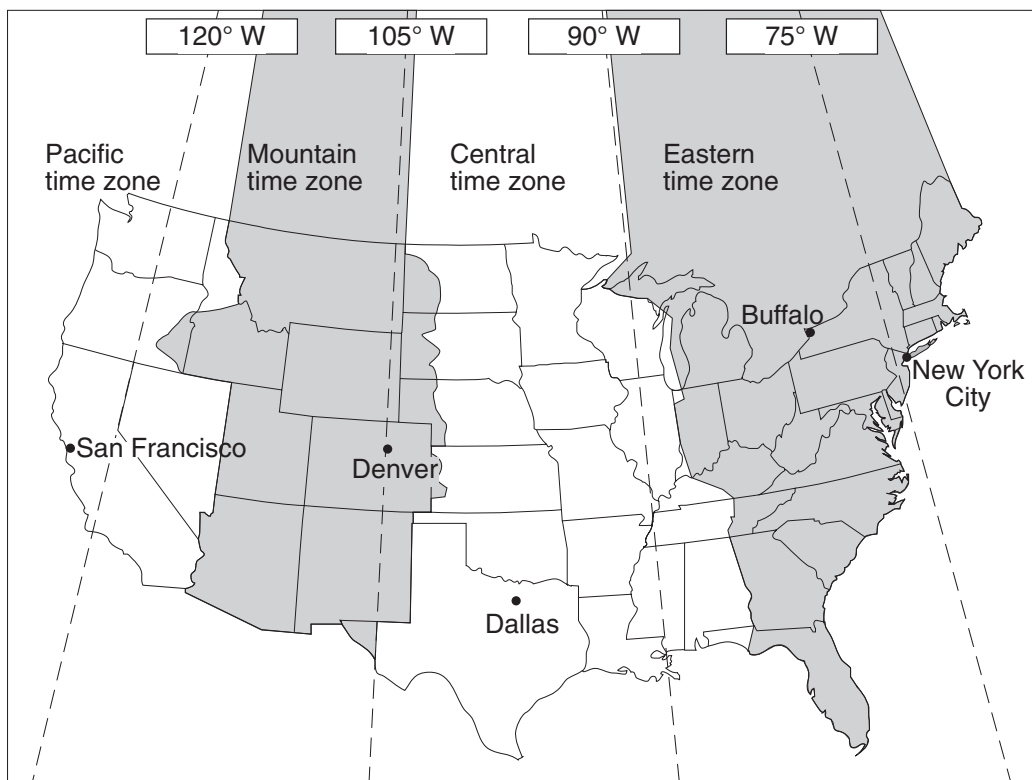 120° W
105° W
90° W
75° W
Pacific
time zone
Mountain
time zone
Central
time zone
Eastern
time zone
Buffalo
New York
City
San Francisco
Denver
Dallas